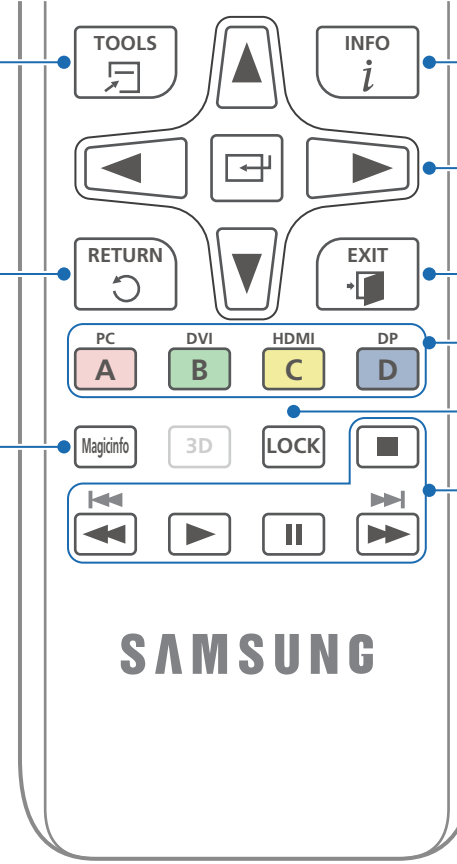 TOOLS INFO
i
RETURN EXIT
PC DVI HDMI DP
A B C D
Magicinfo 3D LOCK
SAMSUNG